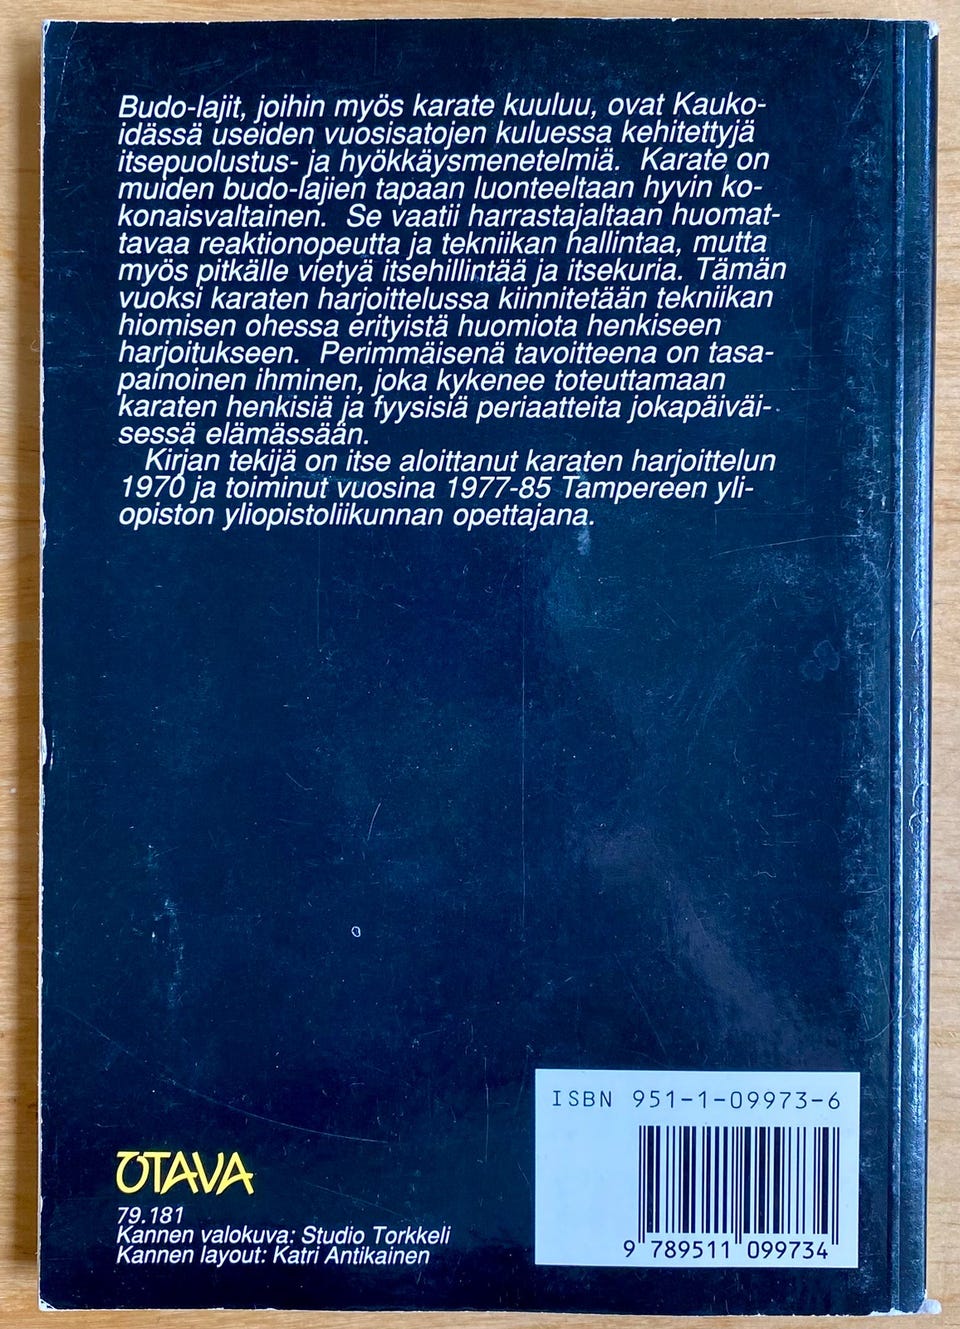 Budo-lajit, joihin myös karate kuuluu, ovat Kauko-
idässä useiden vuosisatojen kuluessa kehitettyjä
itsepuolustus- ja hyökkäysmenetelmiä. Karate on
muiden budo-lajien tapaan luonteeltaan hyvin ko-
konaisvaltainen. Se vaatii harrastajaltaan huomat-
tavaa reaktionopeutta ja tekniikan hallintaa, mutta
myös pitkälle vietyä itsehillintää ja itsekuria. Tämän
vuoksi karaten harjoittelussa kiinnitetään tekniikan
hiomisen ohessa erityistä huomiota henkiseen
harjoitukseen. Perimmäisenä tavoitteena on tasa-
painoinen ihminen, joka kykenee toteuttamaan
karaten henkisiä ja fyysisiä periaatteita jokapäiväi-
sessä elämässään.
Kirjan tekijä on itse aloittanut karaten harjoittelun
1970 ja toiminut vuosina 1977-85 Tampereen yli-
opiston yliopistoliikunnan opettajana.
ISBN 951-1-09973-6
9 789511 099734
OTAVA
79.181
Kannen valokuva: Studio Torkkeli
Kannen layout: Katri Antikainen